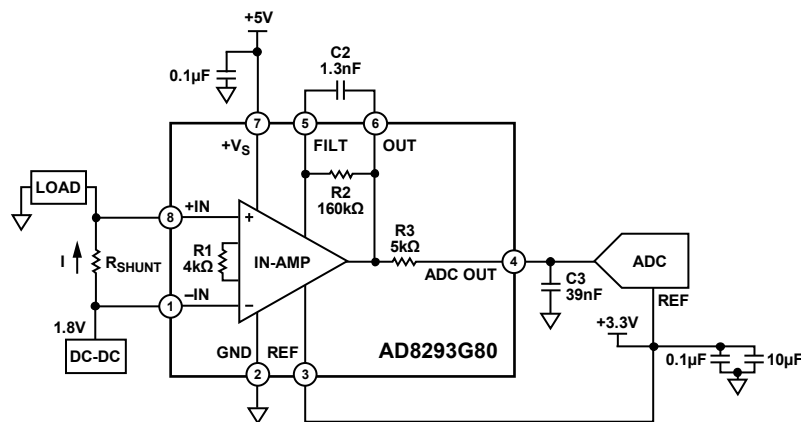 +5V
0.1µF
C2
1.3nF
7
5
6
+VS
FILT
OUT
LOAD
R2
160kΩ
8
+IN
+
R1
4kΩ
IN-AMP
R3
5kΩ
ADC OUT
4
ADC
I
RSHUNT
C3
39nF
REF
1
–IN
–
1.8V
DC-DC
GND
REF
AD8293G80
+3.3V
0.1µF
10µF
2
3